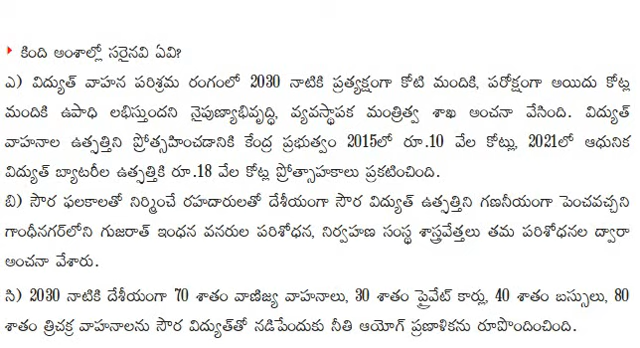 కింది అంశాల్లో సరైనవి ఏవి?
ఎ) విద్యుత్ వాహన పరిశ్రమ రంగంలో 2030 నాటికి ప్రత్యక్షంగా కోటి మందికి, పరోక్షంగా అయిదు కోట్ల
మందికి ఉపాధి లభిస్తుందని నైపుణ్యాభివృద్ధి, వ్యవస్థాపక మంత్రిత్వ శాఖ అంచనా వేసింది. విద్యుత్
వాహనాల ఉత్పత్తిని ప్రోత్సహించడానికి కేంద్ర ప్రభుత్వం 2015లో రూ.10 వేల కోట్లు, 2021లో ఆధునిక
విద్యుత్ బ్యాటరీల ఉత్పత్తికి రూ.18 వేల కోట్ల ప్రోత్సాహకాలు ప్రకటించింది.
బి) సౌర ఫలకాలతో నిర్మించే రహదారులతో దేశీయంగా సౌర విద్యుత్ ఉత్పత్తిని గణనీయంగా పెంచవచ్చని
గాంధీనగర్‌లోని గుజరాత్ ఇంధన వనరుల పరిశోధన, నిర్వహణ సంస్థ శాస్త్రవేత్తలు తమ పరిశోధనల ద్వారా
అంచనా వేశారు.
సి) 2030 నాటికి దేశీయంగా 70 శాతం వాణిజ్య వాహనాలు, 30 శాతం ప్రైవేట్ కార్లు, 40 శాతం బస్సులు, 80
శాతం త్రిచక్ర వాహనాలను సౌర విద్యుత్‌తో నడిపేందుకు నీతి ఆయోగ్ ప్రణాళికను రూపొందించింది.